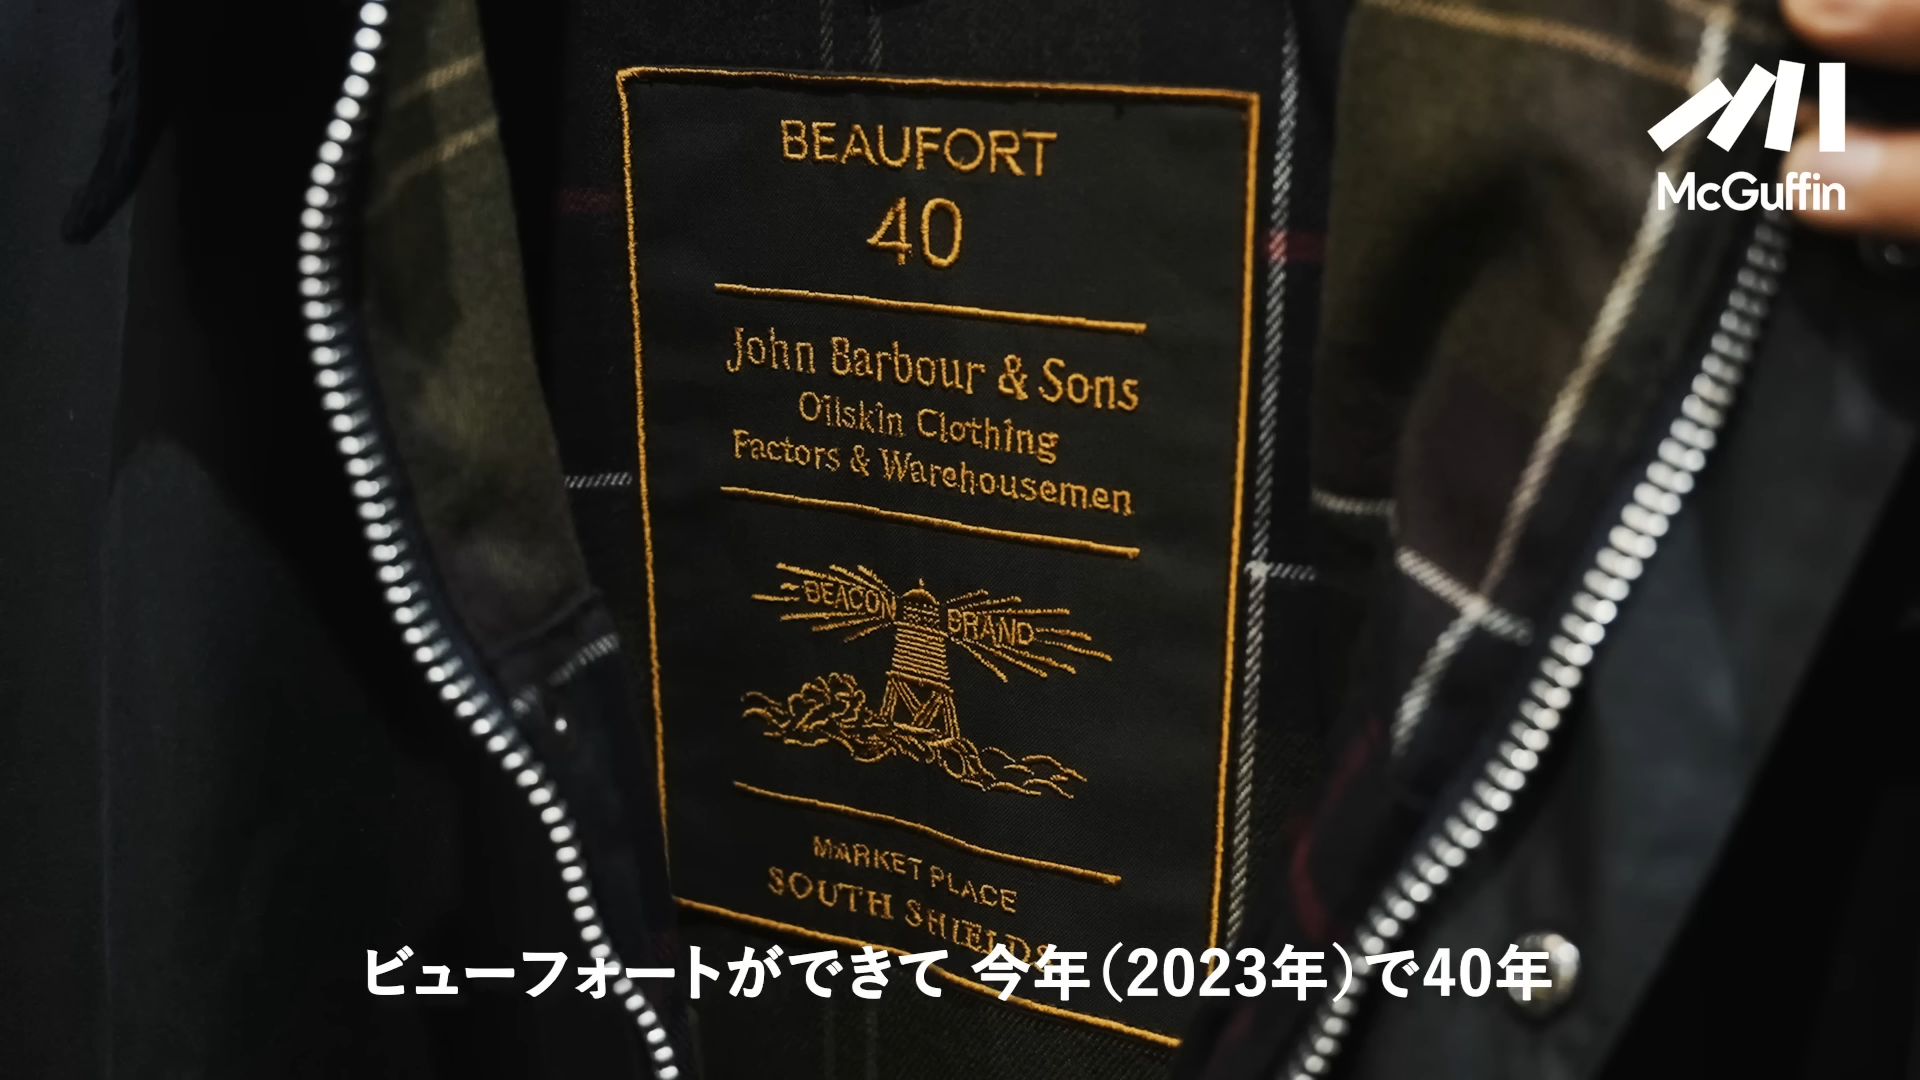 McGuffin
BEAUFORT
40
John Barbour & Sons
Oilskin Clothing
Factors & Warehousemen
BEACON BRAND
MARKET PLACE
SOUTH SHIELDS
ビューフォートができて 今年（2023年）で40年